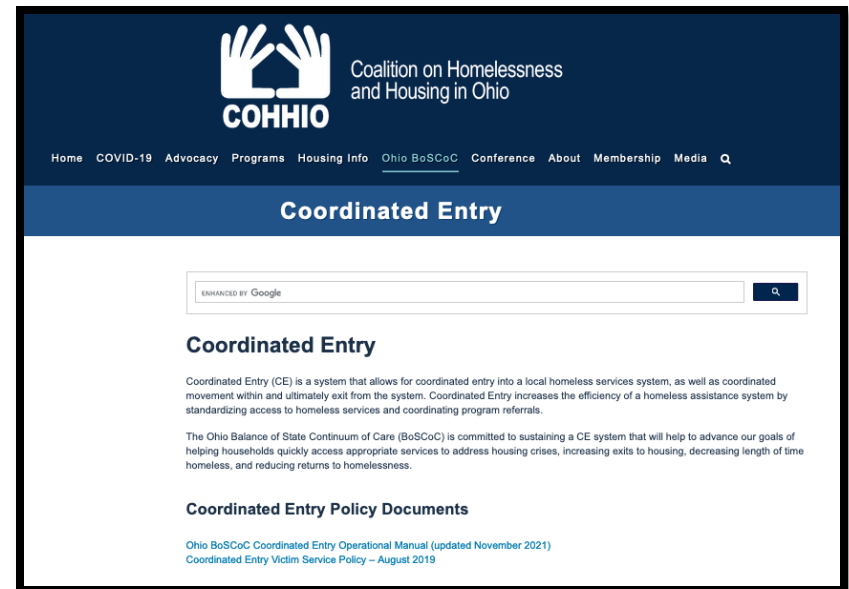 COHHIO
Coalition on Homelessness
and Housing in Ohio
Home COVID-19 Advocacy Programs Housing Info Ohio BoSCoC Conference About Membership Media
Coordinated Entry
ENHANCED BY Google
Coordinated Entry
Coordinated Entry (CE) is a system that allows for coordinated entry into a local homeless services system, as well as coordinated
movement within and ultimately exit from the system. Coordinated Entry increases the efficiency of a homeless assistance system by
standardizing access to homeless services and coordinating program referrals.
The Ohio Balance of State Continuum of Care (BoSCoC) is committed to sustaining a CE system that will help to advance our goals of
helping households quickly access appropriate services to address housing crises, increasing exits to housing, decreasing length of time
homeless, and reducing returns to homelessness.
Coordinated Entry Policy Documents
Ohio BoSCoC Coordinated Entry Operational Manual (updated November 2021)
Coordinated Entry Victim Service Policy – August 2019